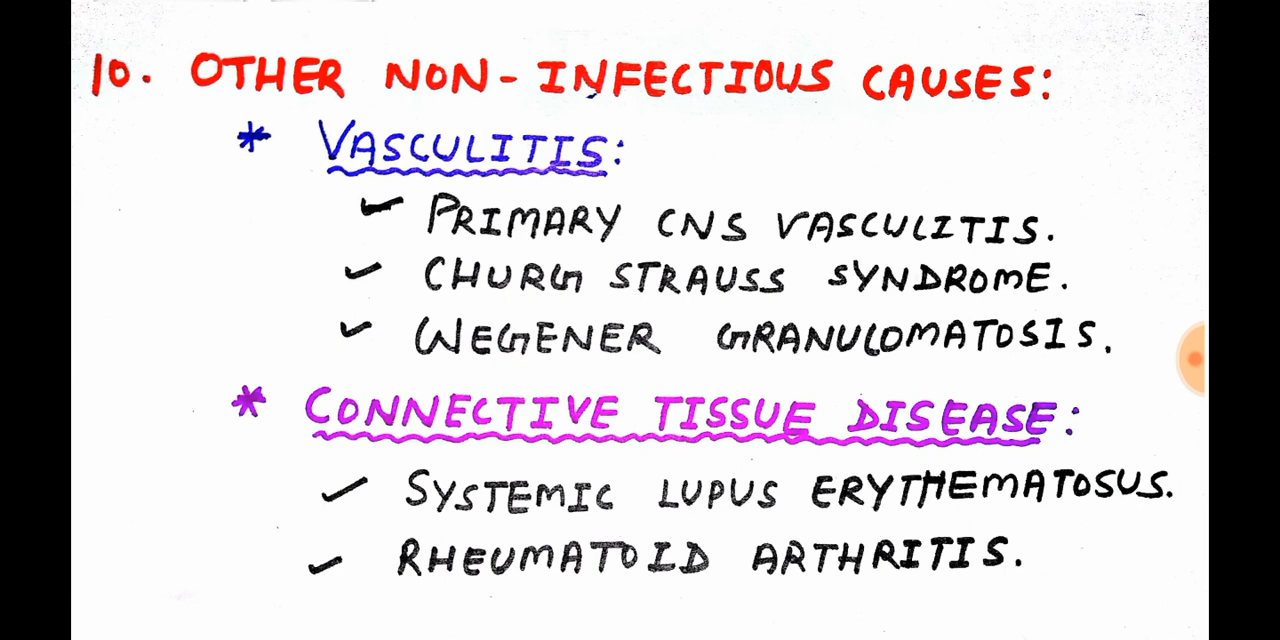 10. OTHER NON-INFECTIOUS CAUSES:
* VASCULITIS:
✓ PRIMARY CNS VASCULITIS.
✓ CHURG STRAUSS SYNDROME.
✓ WEGENER GRANULOMATOSIS.
* CONNECTIVE TISSUE DISEASE:
✓ SYSTEMIC LUPUS ERYTHEMATOSUS.
✓ RHEUMATOID ARTHRITIS.